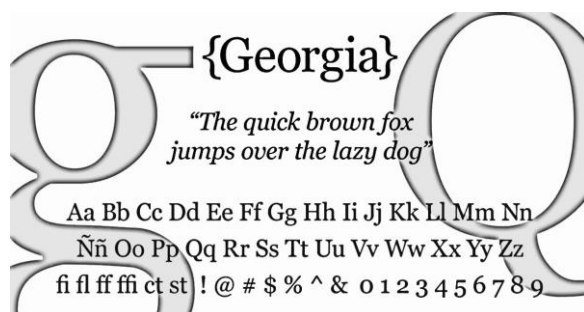 {Georgia}
“The quick brown fox
jumps over the lazy dog”
Aa Bb Cc Dd Ee Ff Gg Hh Ii Jj Kk Ll Mm Nn
Ññ Oo Pp Qq Rr Ss Tt Uu Vv Ww Xx Yy Zz
fi fl ff ffi ct st ! @ # $ % ^ & 0 1 2 3 4 5 6 7 8 9
g Q